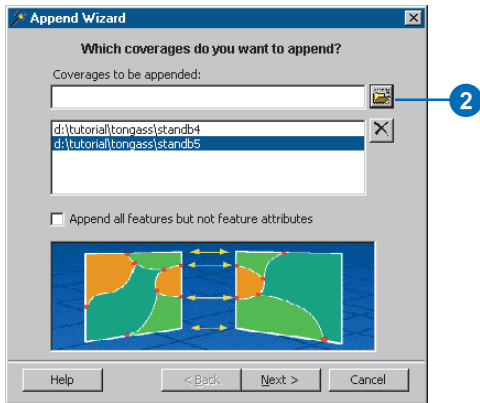 Append Wizard
Which coverages do you want to append?
Coverages to be appended:
2
d:\tutorial\tongass\standb4
d:\tutorial\tongass\standb5
Append all features but not feature attributes
Help
< Back
Next >
Cancel